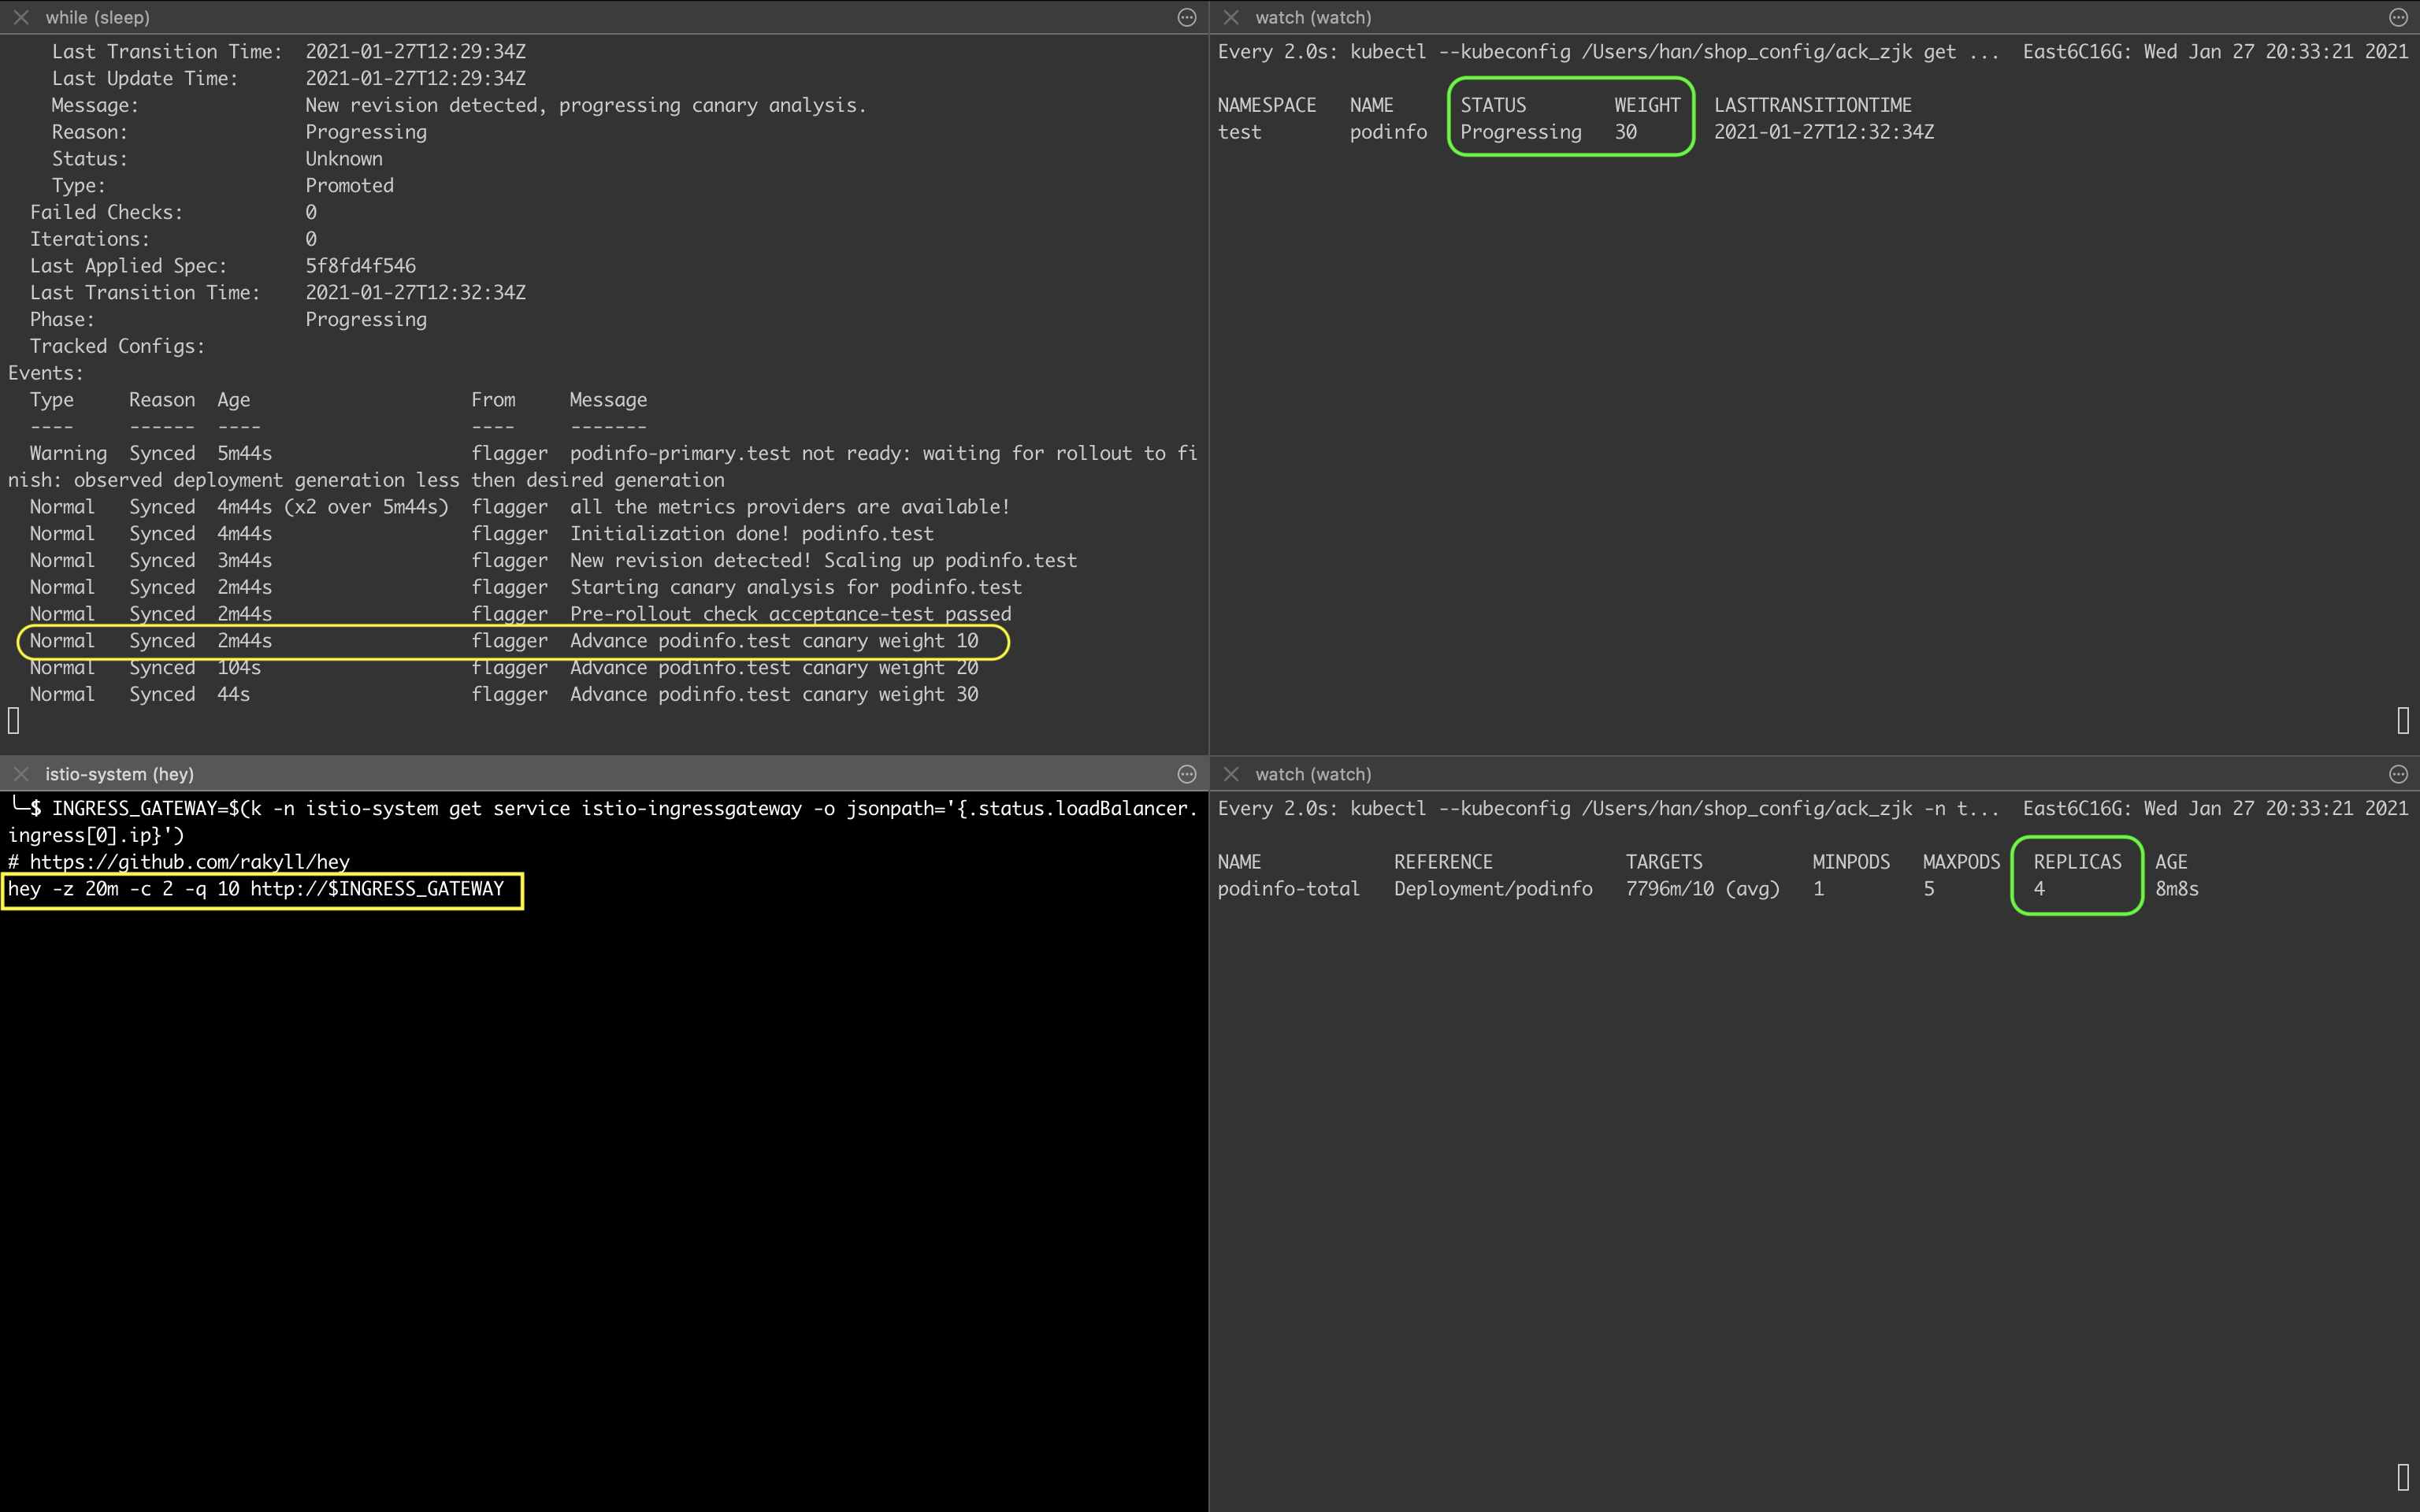 while (sleep)
Last Transition Time:  2021-01-27T12:29:34Z
Last Update Time:      2021-01-27T12:29:34Z
Message:               New revision detected, progressing canary analysis.
Reason:                Progressing
Status:                Unknown
Type:                  Promoted
Failed Checks:           0
Iterations:              0
Last Applied Spec:       5f8fd4f546
Last Transition Time:    2021-01-27T12:32:34Z
Phase:                   Progressing
Tracked Configs:
Events:
Type     Reason  Age                    From     Message
----     ------  ----                   ----     -------
Warning  Synced  5m44s                  flagger  podinfo-primary.test not ready: waiting for rollout to fi
nish: observed deployment generation less then desired generation
Normal   Synced  4m44s (x2 over 5m44s)  flagger  all the metrics providers are available!
Normal   Synced  4m44s                  flagger  Initialization done! podinfo.test
Normal   Synced  3m44s                  flagger  New revision detected! Scaling up podinfo.test
Normal   Synced  2m44s                  flagger  Starting canary analysis for podinfo.test
Normal   Synced  2m44s                  flagger  Pre-rollout check acceptance-test passed
Normal   Synced  2m44s                  flagger  Advance podinfo.test canary weight 10
Normal   Synced  104s                   flagger  Advance podinfo.test canary weight 20
Normal   Synced  44s                    flagger  Advance podinfo.test canary weight 30
watch (watch)
Every 2.0s: kubectl --kubeconfig /Users/han/shop_config/ack_zjk get ...  East6C16G: Wed Jan 27 20:33:21 2021
NAMESPACE   NAME      STATUS        WEIGHT   LASTTRANSITIONTIME
test        podinfo   Progressing   30       2021-01-27T12:32:34Z
istio-system (hey)
╰─$ INGRESS_GATEWAY=$(k -n istio-system get service istio-ingressgateway -o jsonpath='{.status.loadBalancer.
ingress[0].ip}')
# https://github.com/rakyll/hey
hey -z 20m -c 2 -q 10 http://$INGRESS_GATEWAY
watch (watch)
Every 2.0s: kubectl --kubeconfig /Users/han/shop_config/ack_zjk -n t...  East6C16G: Wed Jan 27 20:33:21 2021
NAME            REFERENCE            TARGETS          MINPODS   MAXPODS   REPLICAS   AGE
podinfo-total   Deployment/podinfo   7796m/10 (avg)   1         5         4          8m8s